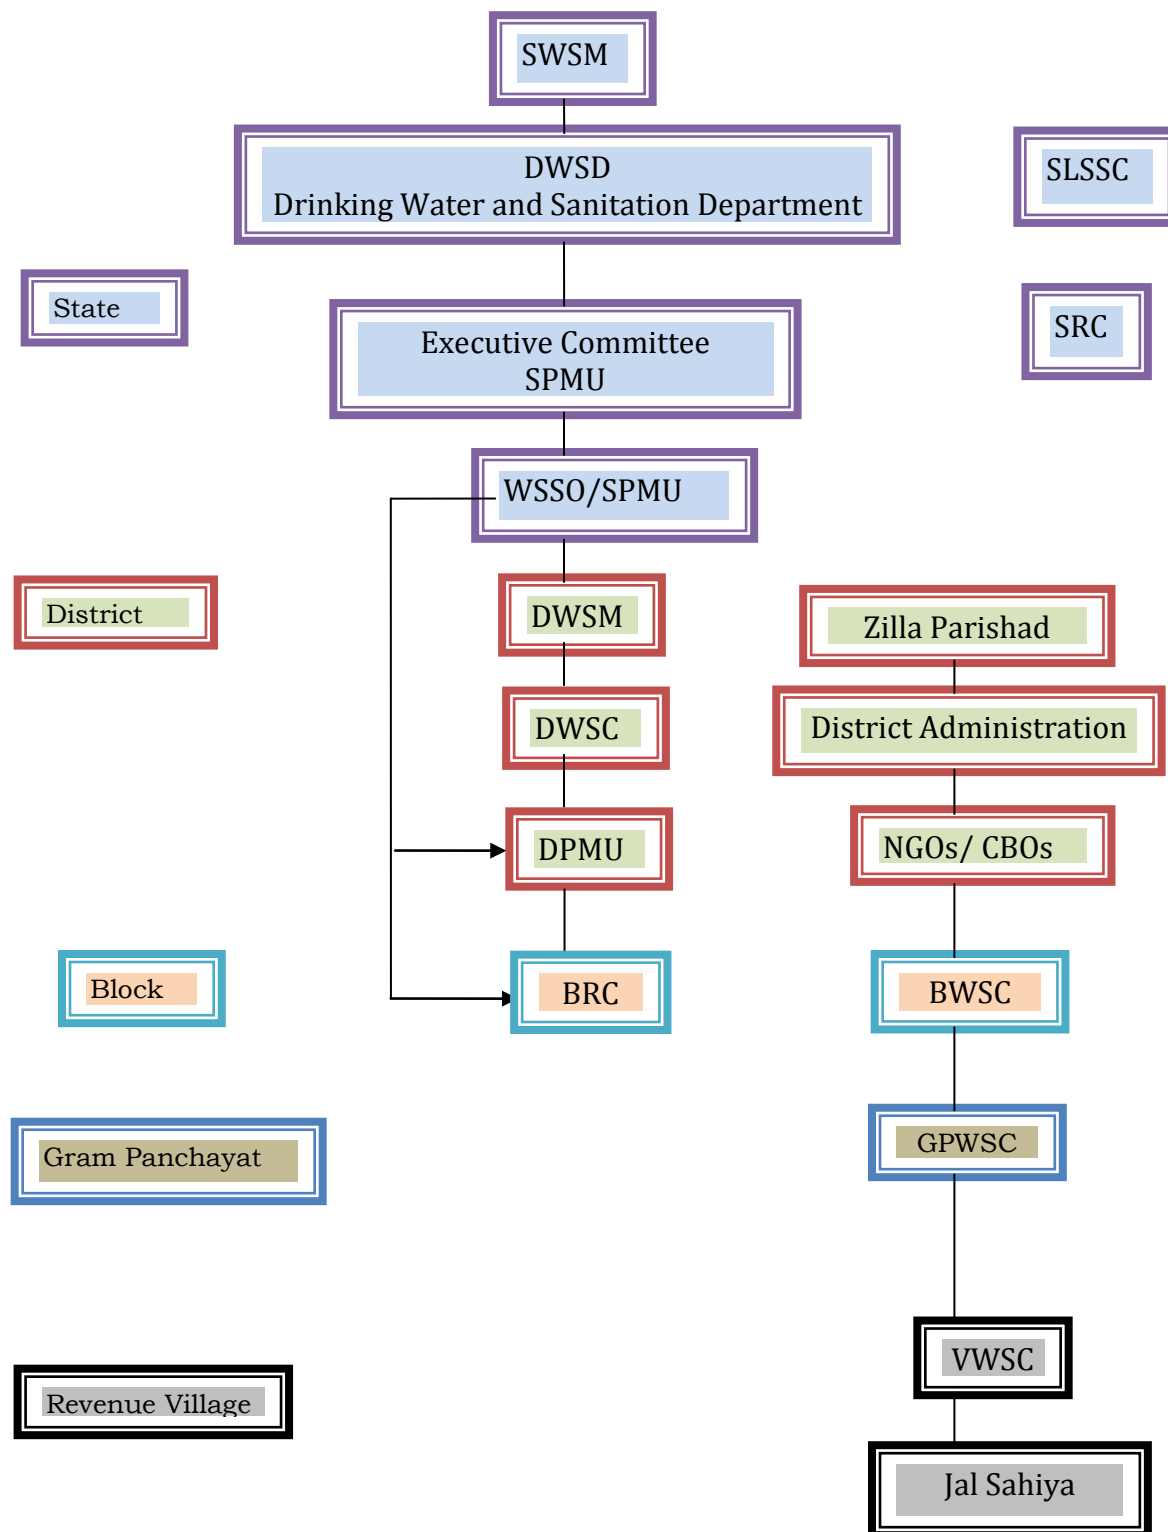 SWSM
DWSD
Drinking Water and Sanitation Department
SLSSC
State
Executive Committee
SPMU
SRC
WSSO/SPMU
District
DWSM
Zilla Parishad
DWSC
District Administration
DPMU
NGOs/ CBOs
Block
BRC
BWSC
Gram Panchayat
GPWSC
VWSC
Revenue Village
Jal Sahiya